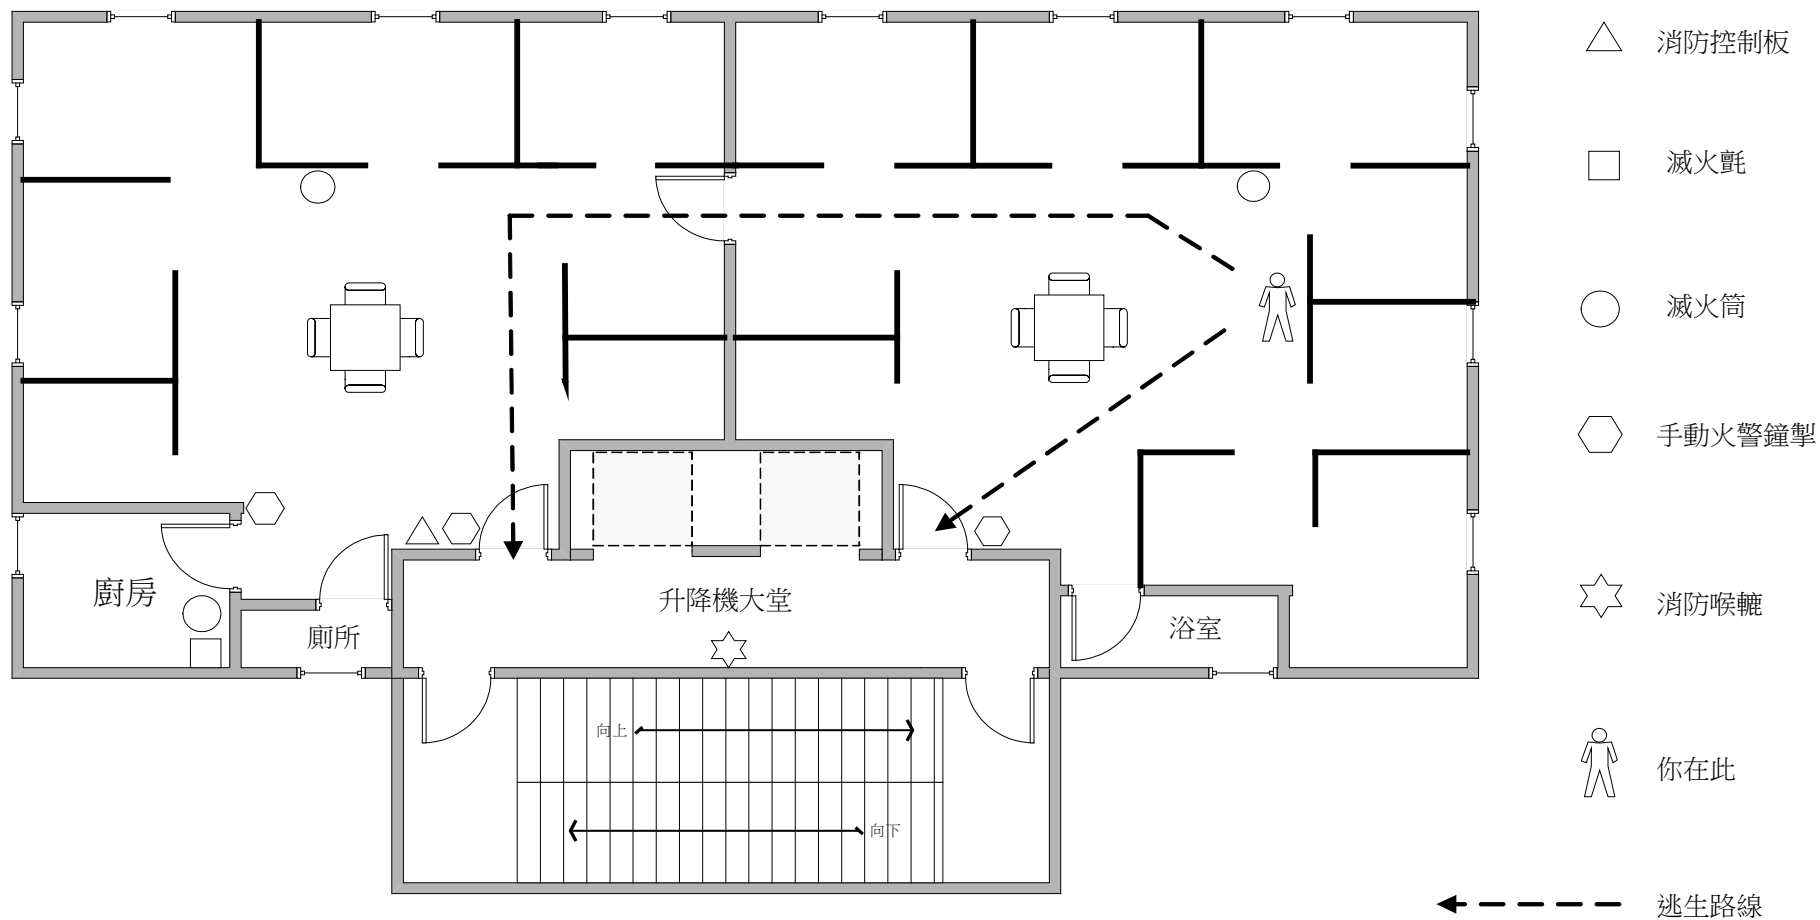 消防控制板
滅火氈
滅火筒
手動火警鐘掣
消防喉轆
你在此
逃生路線
廚房
廁所
升降機大堂
浴室
向上
向下